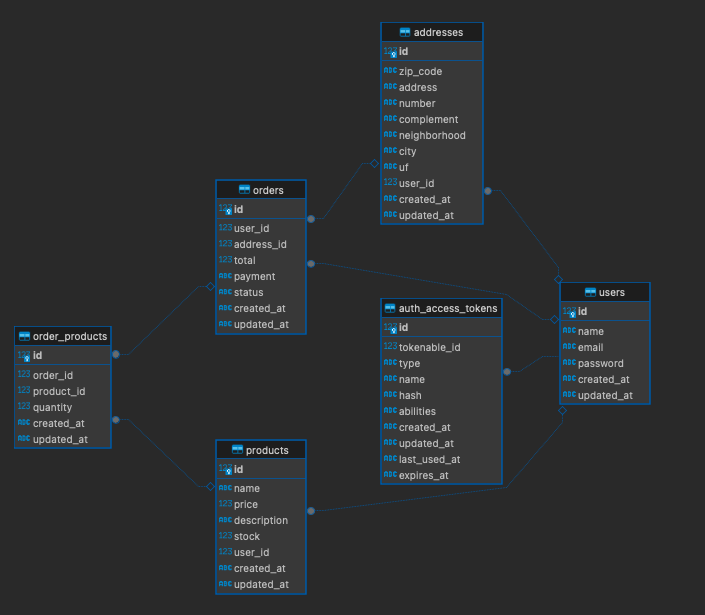 addresses
123 id
ABC zip_code
ABC address
ABC number
ABC complement
ABC neighborhood
ABC city
ABC uf
123 user_id
ABC created_at
ABC updated_at
orders
123 id
123 user_id
123 address_id
123 total
ABC payment
ABC status
ABC created_at
ABC updated_at
users
123 id
ABC name
ABC email
ABC password
ABC created_at
ABC updated_at
auth_access_tokens
123 id
123 tokenable_id
ABC type
ABC name
ABC hash
ABC abilities
ABC created_at
ABC updated_at
ABC last_used_at
ABC expires_at
order_products
123 id
123 order_id
123 product_id
123 quantity
ABC created_at
ABC updated_at
products
123 id
ABC name
123 price
ABC description
123 stock
123 user_id
ABC created_at
ABC updated_at